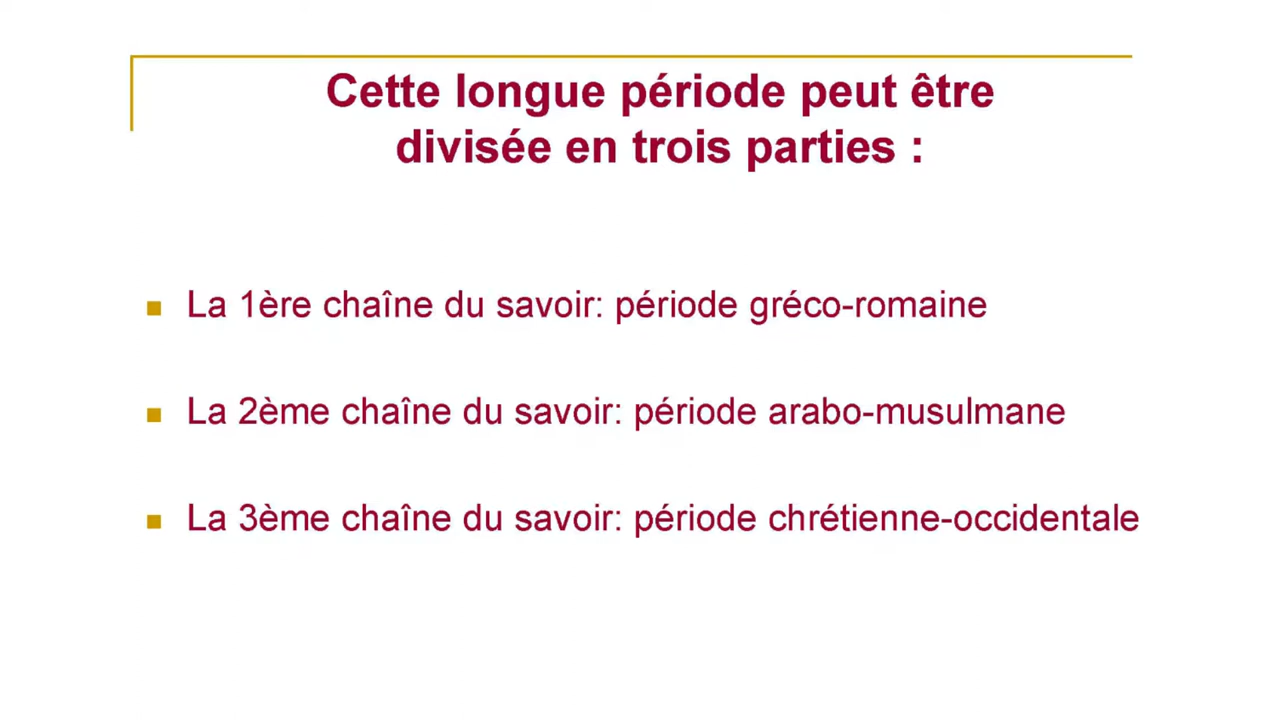 Cette longue période peut être
divisée en trois parties :
La 1ère chaîne du savoir: période gréco-romaine
La 2ème chaîne du savoir: période arabo-musulmane
La 3ème chaîne du savoir: période chrétienne-occidentale